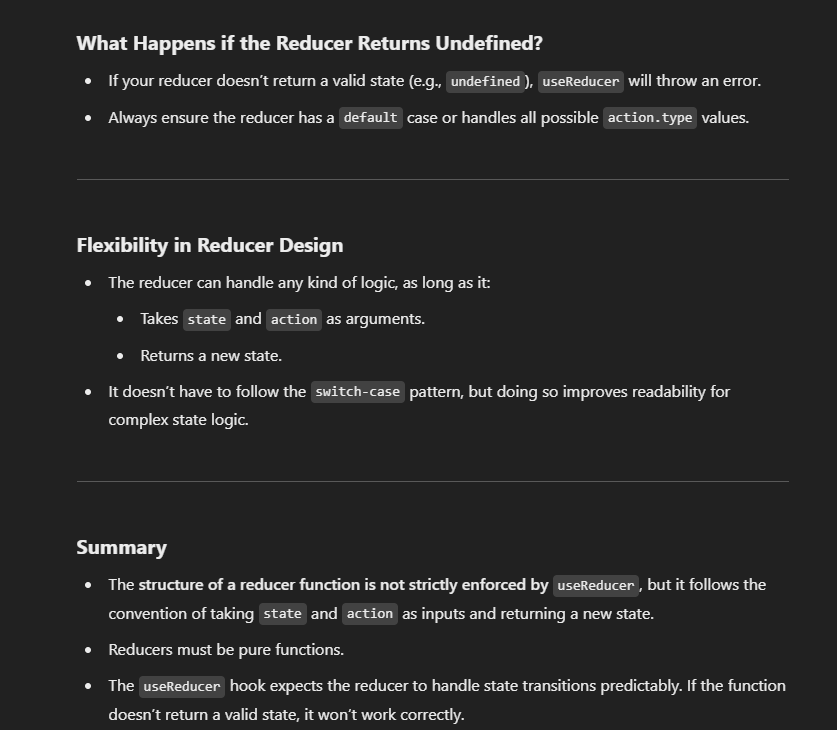 What Happens if the Reducer Returns Undefined?
• If your reducer doesn’t return a valid state (e.g., undefined), useReducer will throw an error.
• Always ensure the reducer has a default case or handles all possible action.type values.
Flexibility in Reducer Design
• The reducer can handle any kind of logic, as long as it:
• Takes state and action as arguments.
• Returns a new state.
• It doesn’t have to follow the switch-case pattern, but doing so improves readability for
complex state logic.
Summary
• The structure of a reducer function is not strictly enforced by useReducer, but it follows the
convention of taking state and action as inputs and returning a new state.
• Reducers must be pure functions.
• The useReducer hook expects the reducer to handle state transitions predictably. If the function
doesn’t return a valid state, it won’t work correctly.